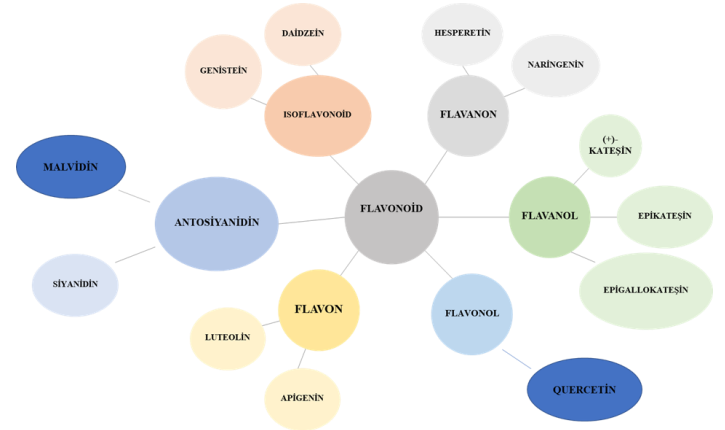 DAİDZEİN
GENİSTEİN
ISOFLAVONOİD
HESPERETİN
NARİNGENİN
FLAVANON
(+)-
KATEŞİN
MALVİDİN
ANTOSİYANİDİN
FLAVONOİD
FLAVANOL
EPİKATEŞİN
SİYANİDİN
EPİGALLOKATEŞİN
FLAVON
FLAVONOL
LUTEOLİN
APİGENİN
QUERCETİN